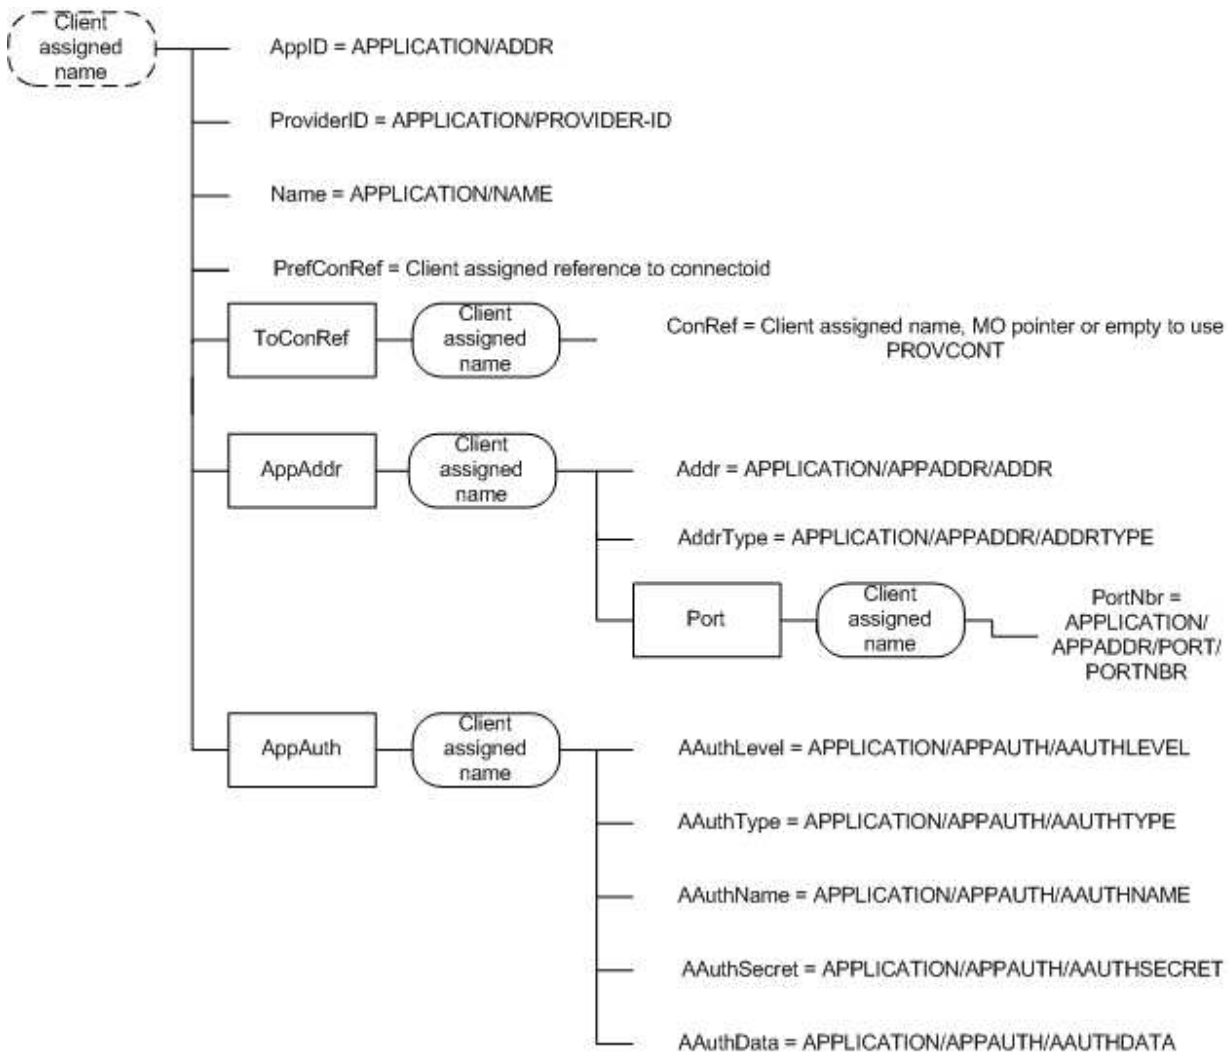 Client
assigned
name
AppID = APPLICATION/ADDR
ProviderID = APPLICATION/PROVIDER-ID
Name = APPLICATION/NAME
PrefConRef = Client assigned reference to connectoid
ToConRef
Client
assigned
name
ConRef = Client assigned name, MO pointer or empty to use
PROVCONT
AppAddr
Client
assigned
name
Addr = APPLICATION/APPADDR/ADDR
AddrType = APPLICATION/APPADDR/ADDRTYPE
Port
Client
assigned
name
PortNbr =
APPLICATION/
APPADDR/PORT/
PORTNBR
AppAuth
Client
assigned
name
AAuthLevel = APPLICATION/APPAUTH/AAUTHLEVEL
AAuthType = APPLICATION/APPAUTH/AAUTHTYPE
AAuthName = APPLICATION/APPAUTH/AAUTHNAME
AAuthSecret = APPLICATION/APPAUTH/AAUTHSECRET
AAuthData = APPLICATION/APPAUTH/AAUTHDATA